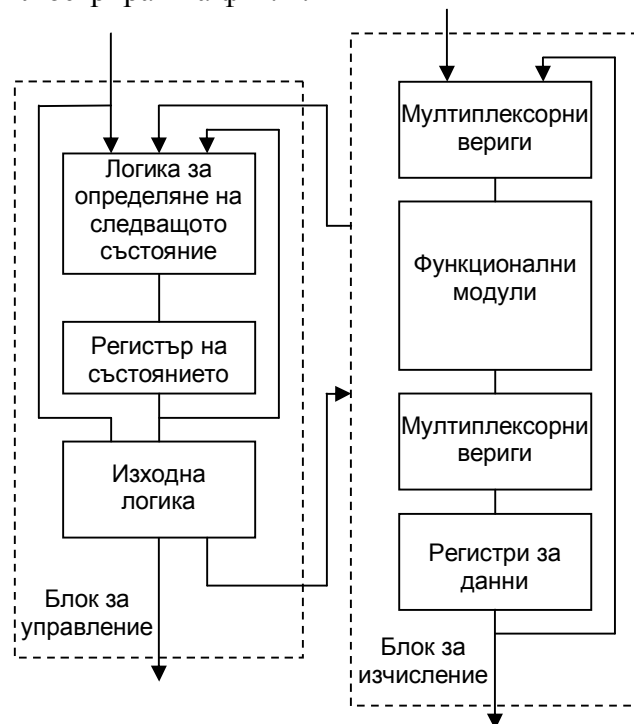 Логика за
определяне на
следващото
състояние
Регистър на
състоянието
Изходна
логика
Блок за
управление
Мултиплексорни
вериги
Функционални
модули
Мултиплексорни
вериги
Регистри за
данни
Блок за
изчисление